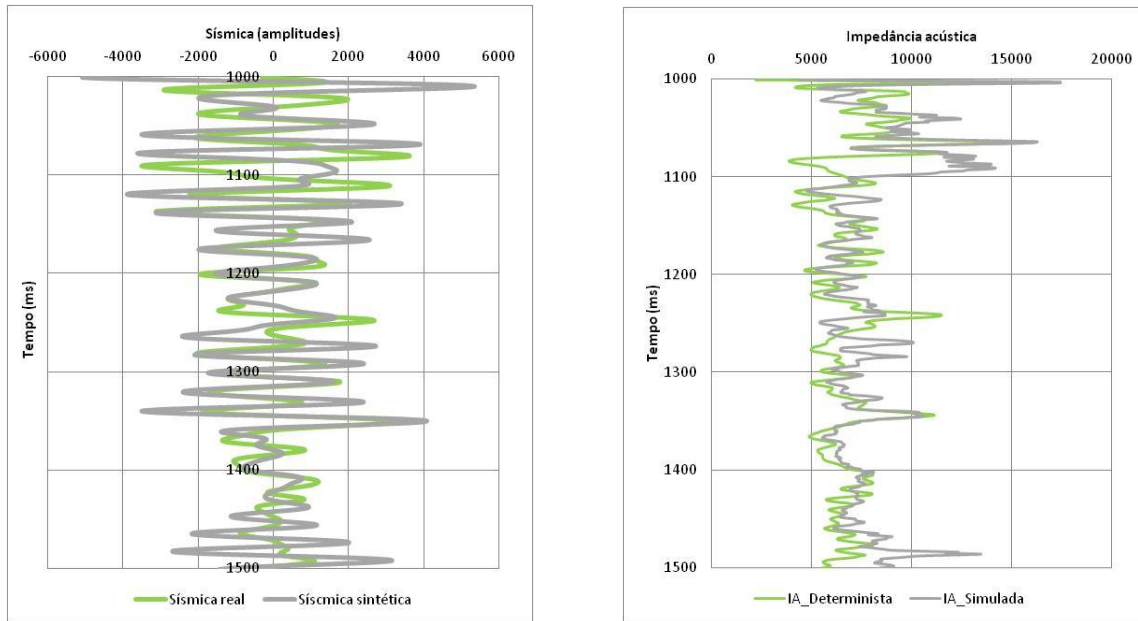 Sísmica (amplitudes)
-6000 -4000 -2000 0 2000 4000 6000
1000
1100
1200
1300
1400
1500
Tempo (ms)
Sísmica real Síscmica sintética
Impedância acústica
0 5000 10000 15000 20000
1000
1100
1200
1300
1400
1500
Tempo (ms)
IA_Determinista IA_Simulada